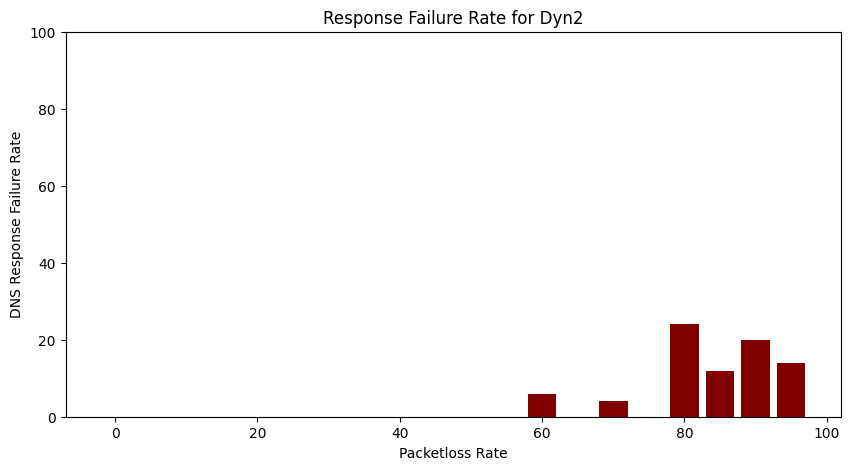 Response Failure Rate for Dyn2
100
80
60
40
20
0
DNS Response Failure Rate
0 20 40 60 80 100
Packetloss Rate